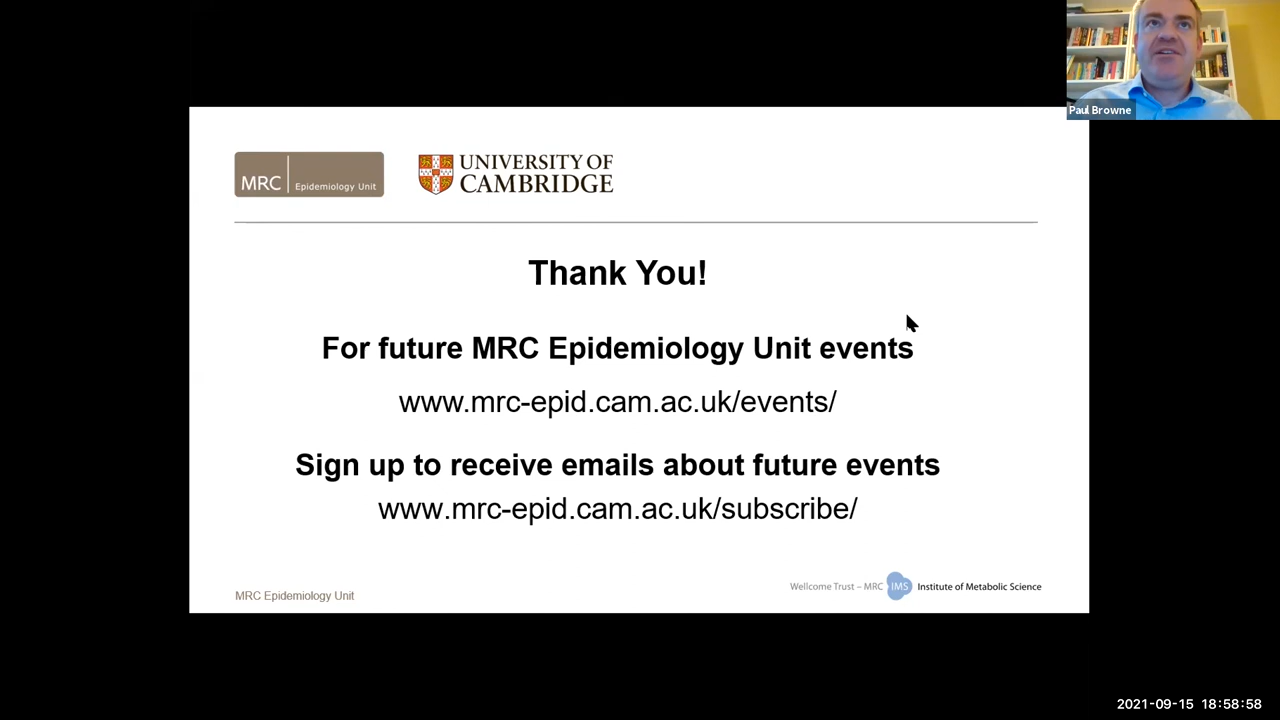 Paul Browne
MRC Epidemiology Unit
UNIVERSITY OF
CAMBRIDGE
Thank You!
For future MRC Epidemiology Unit events
www.mrc-epid.cam.ac.uk/events/
Sign up to receive emails about future events
www.mrc-epid.cam.ac.uk/subscribe/
MRC Epidemiology Unit
Wellcome Trust – MRC IMS Institute of Metabolic Science
2021-09-15 18:58:58